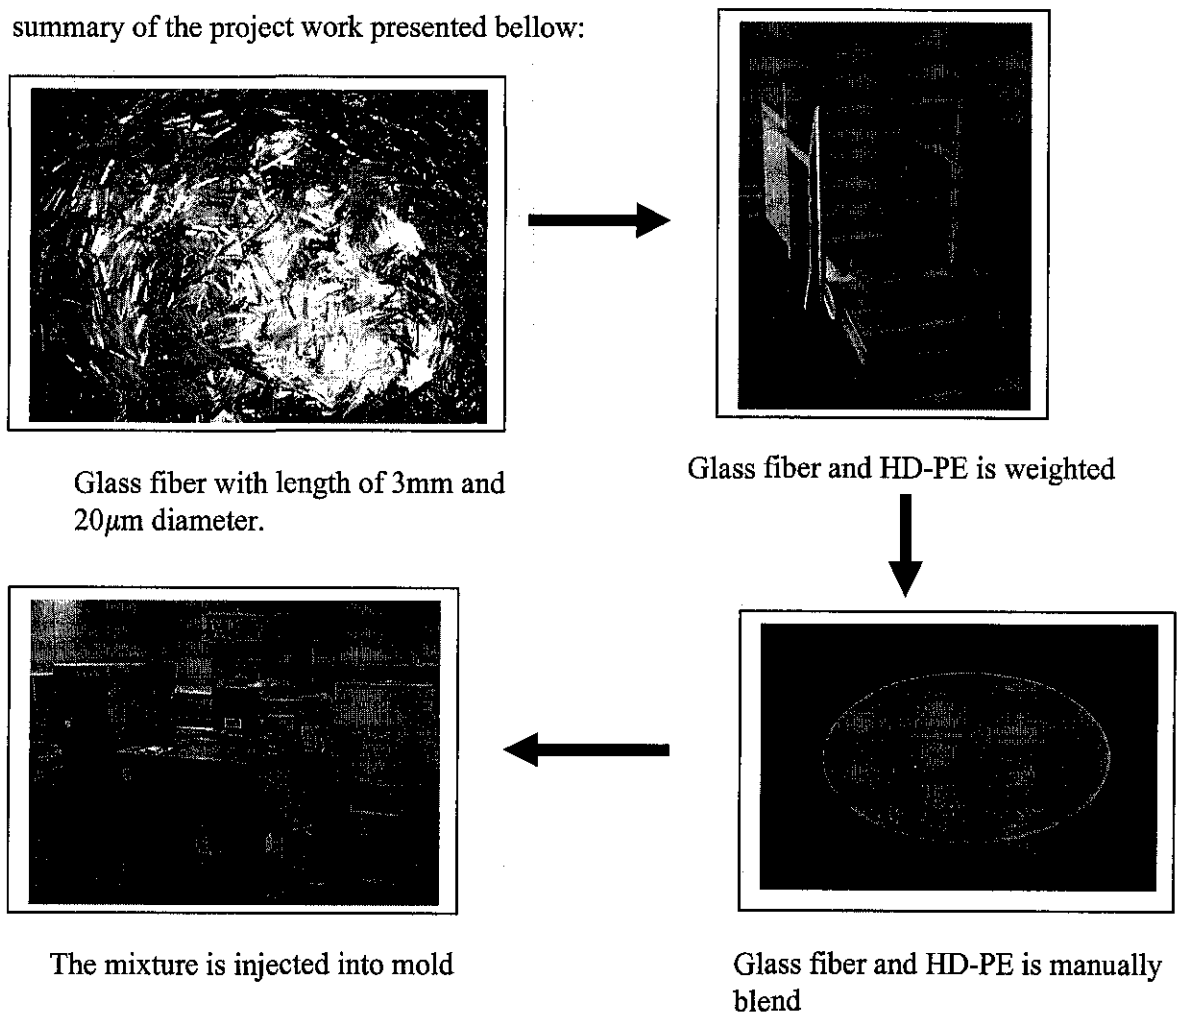 summary of the project work presented bellow:
Glass fiber with length of 3mm and
20μm diameter.
Glass fiber and HD-PE is weighted
Glass fiber and HD-PE is manually
blend
The mixture is injected into mold